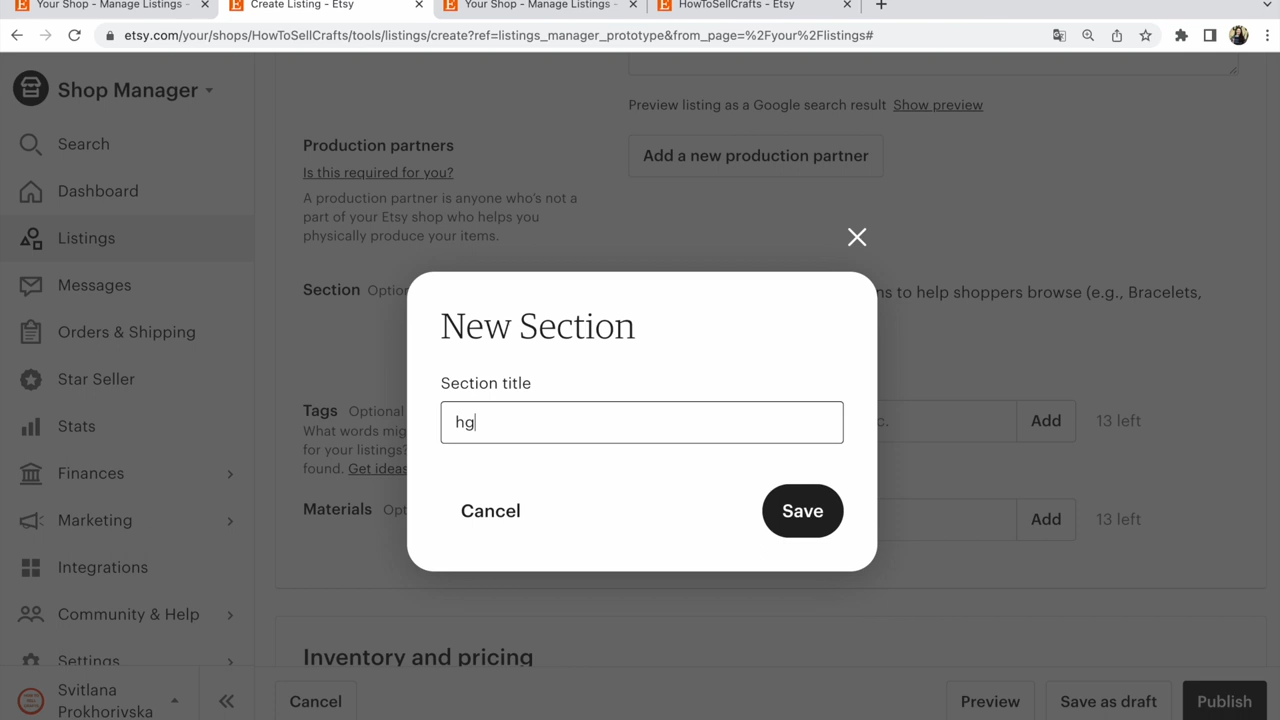 Your Shop - Manage Listings -
Create Listing - Etsy
Your Shop - Manage Listings -
HowToSellCrafts - Etsy
etsy.com/your/shops/HowToSellCrafts/tools/listings/create?ref=listings_manager_prototype&from_page=%2Fyour%2Flistings#
Shop Manager
Search
Dashboard
Listings
Messages
Orders & Shipping
Star Seller
Stats
Finances
Marketing
Integrations
Community & Help
Settings
Svitlana
Prokhorivska
Preview listing as a Google search result Show preview
Production partners
Is this required for you?
A production partner is anyone who's not a
part of your Etsy shop who helps you
physically produce your items.
Add a new production partner
Section Optio
ns to help shoppers browse (e.g., Bracelets,
New Section
Section title
hg
Cancel
Save
Tags Optional
What words mig
for your listings?
found. Get ideas
c.
Add
13 left
Materials Opt
Add
13 left
Inventory and pricing
Cancel
Preview
Save as draft
Publish